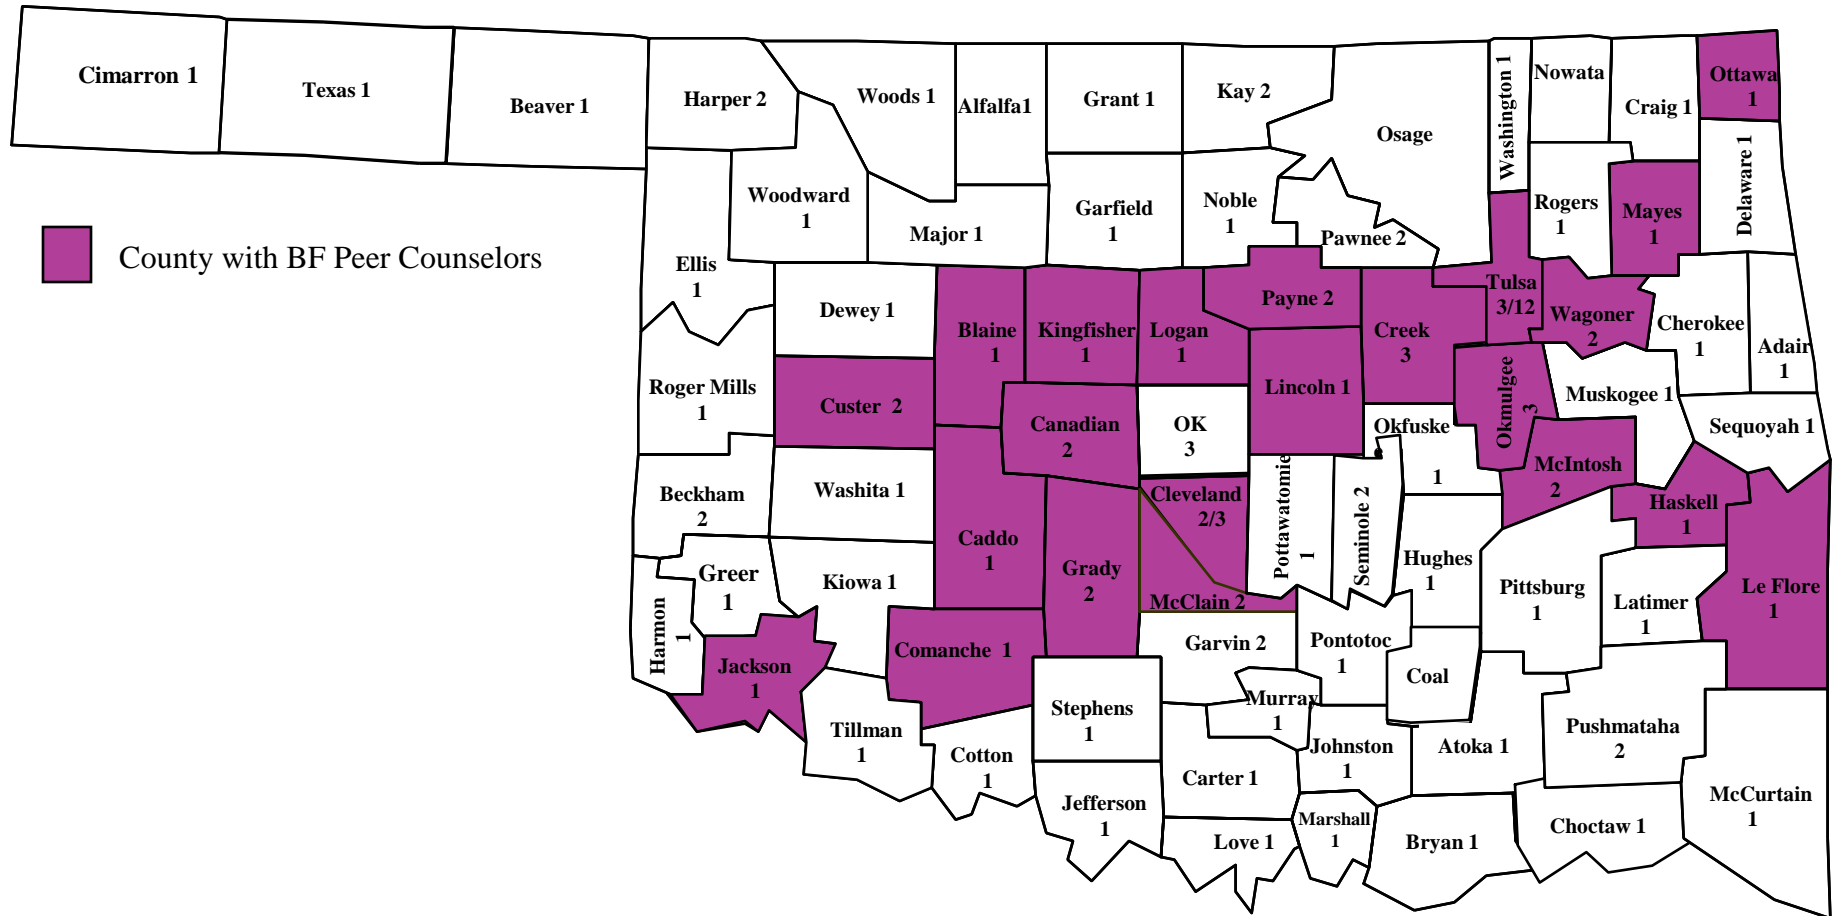 Cimarron 1
Texas 1
Beaver 1
Harper 2
Woods 1
Alfalfa1
Grant 1
Kay 2
Osage
Washington 1
Nowata
Craig 1
Ottawa
1
Delaware 1
Woodward
1
Major 1
Garfield
1
Noble
1
Pawnee 2
Rogers
1
Mayes
1
County with BF Peer Counselors
Ellis
1
Dewey 1
Blaine
1
Kingfisher
1
Logan
1
Payne 2
Creek
3
Tulsa
3/12
Wagoner
2
Cherokee
1
Adair
1
Roger Mills
1
Custer 2
Canadian
2
OK
3
Lincoln 1
Okfuske
e
1
Okmulgee
3
Muskogee 1
Sequoyah 1
Beckham
2
Washita 1
Caddo
1
Grady
2
Cleveland
2/3
McClain 2
Pottawatomie
1
Seminole 2
Hughes
1
McIntosh
2
Haskell
1
Le Flore
1
Harmon
1
Greer
1
Kiowa 1
Jackson
1
Comanche 1
Tillman
1
Cotton
1
Stephens
1
Garvin 2
Murray
1
Pontotoc
1
Coal
Pittsburg
1
Latimer
1
Jefferson
1
Carter 1
Love 1
Johnston
1
Marshall
1
Atoka 1
Bryan 1
Pushmataha
2
Choctaw 1
McCurtain
1